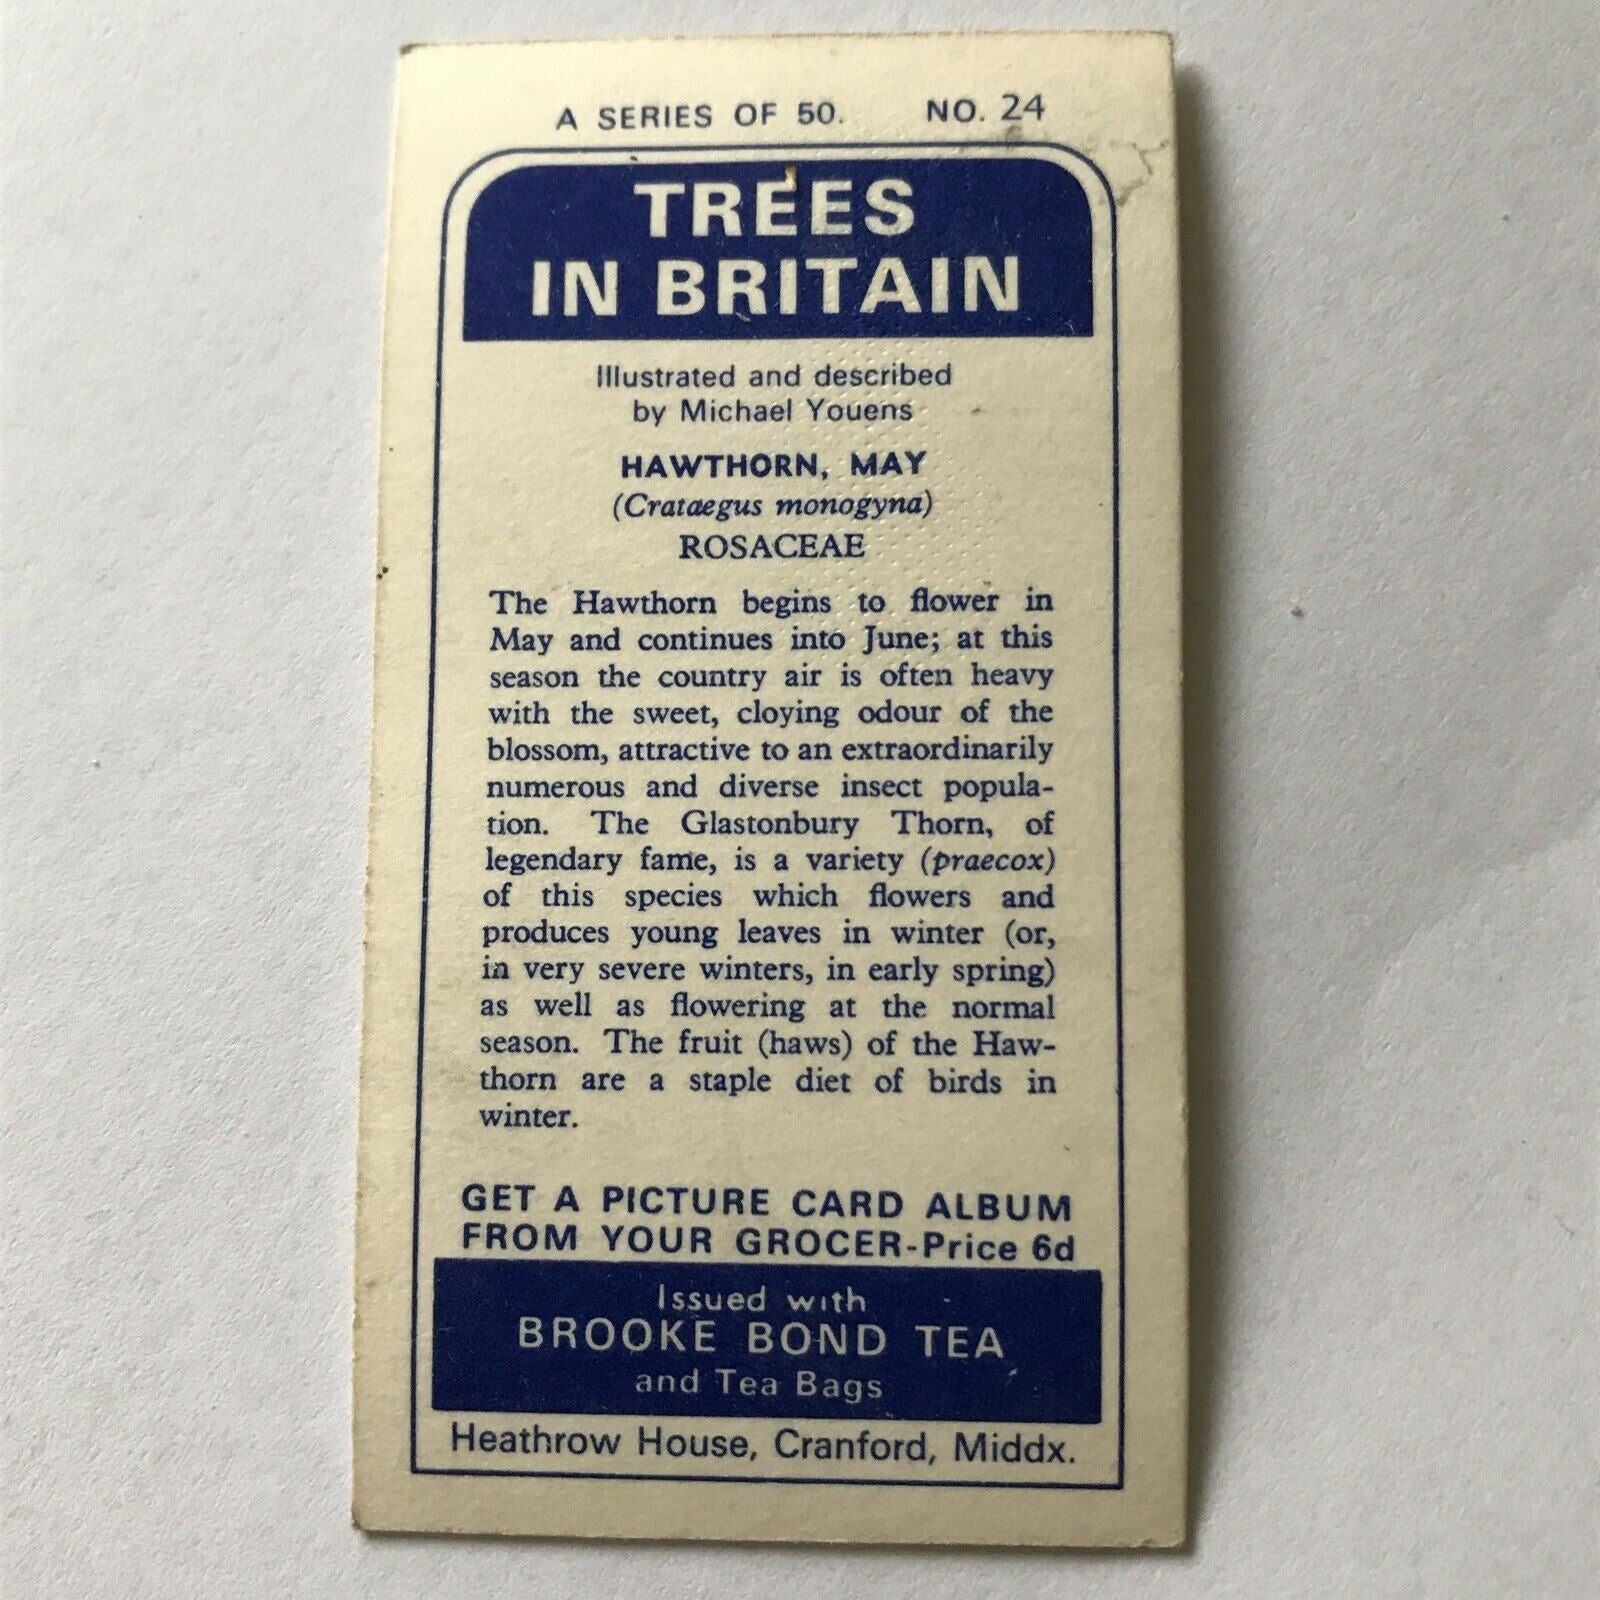 A SERIES OF 50. NO. 24
TREES
IN BRITAIN
Illustrated and described
by Michael Youens
HAWTHORN, MAY
(Crataegus monogyna)
ROSACEAE
The Hawthorn begins to flower in
May and continues into June; at this
season the country air is often heavy
with the sweet, cloying odour of the
blossom, attractive to an extraordinarily
numerous and diverse insect popula-
tion. The Glastonbury Thorn, of
legendary fame, is a variety (praecox)
of this species which flowers and
produces young leaves in winter (or,
in very severe winters, in early spring)
as well as flowering at the normal
season. The fruit (haws) of the Haw-
thorn are a staple diet of birds in
winter.
GET A PICTURE CARD ALBUM
FROM YOUR GROCER-Price 6d
Issued with
BROOKE BOND TEA
and Tea Bags
Heathrow House, Cranford, Middx.